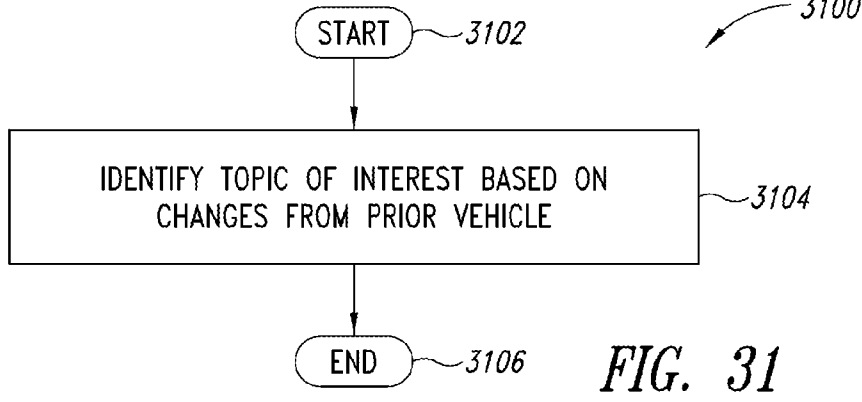 3100
START
3102
IDENTIFY TOPIC OF INTEREST BASED ON
CHANGES FROM PRIOR VEHICLE
3104
END
3106
FIG. 31